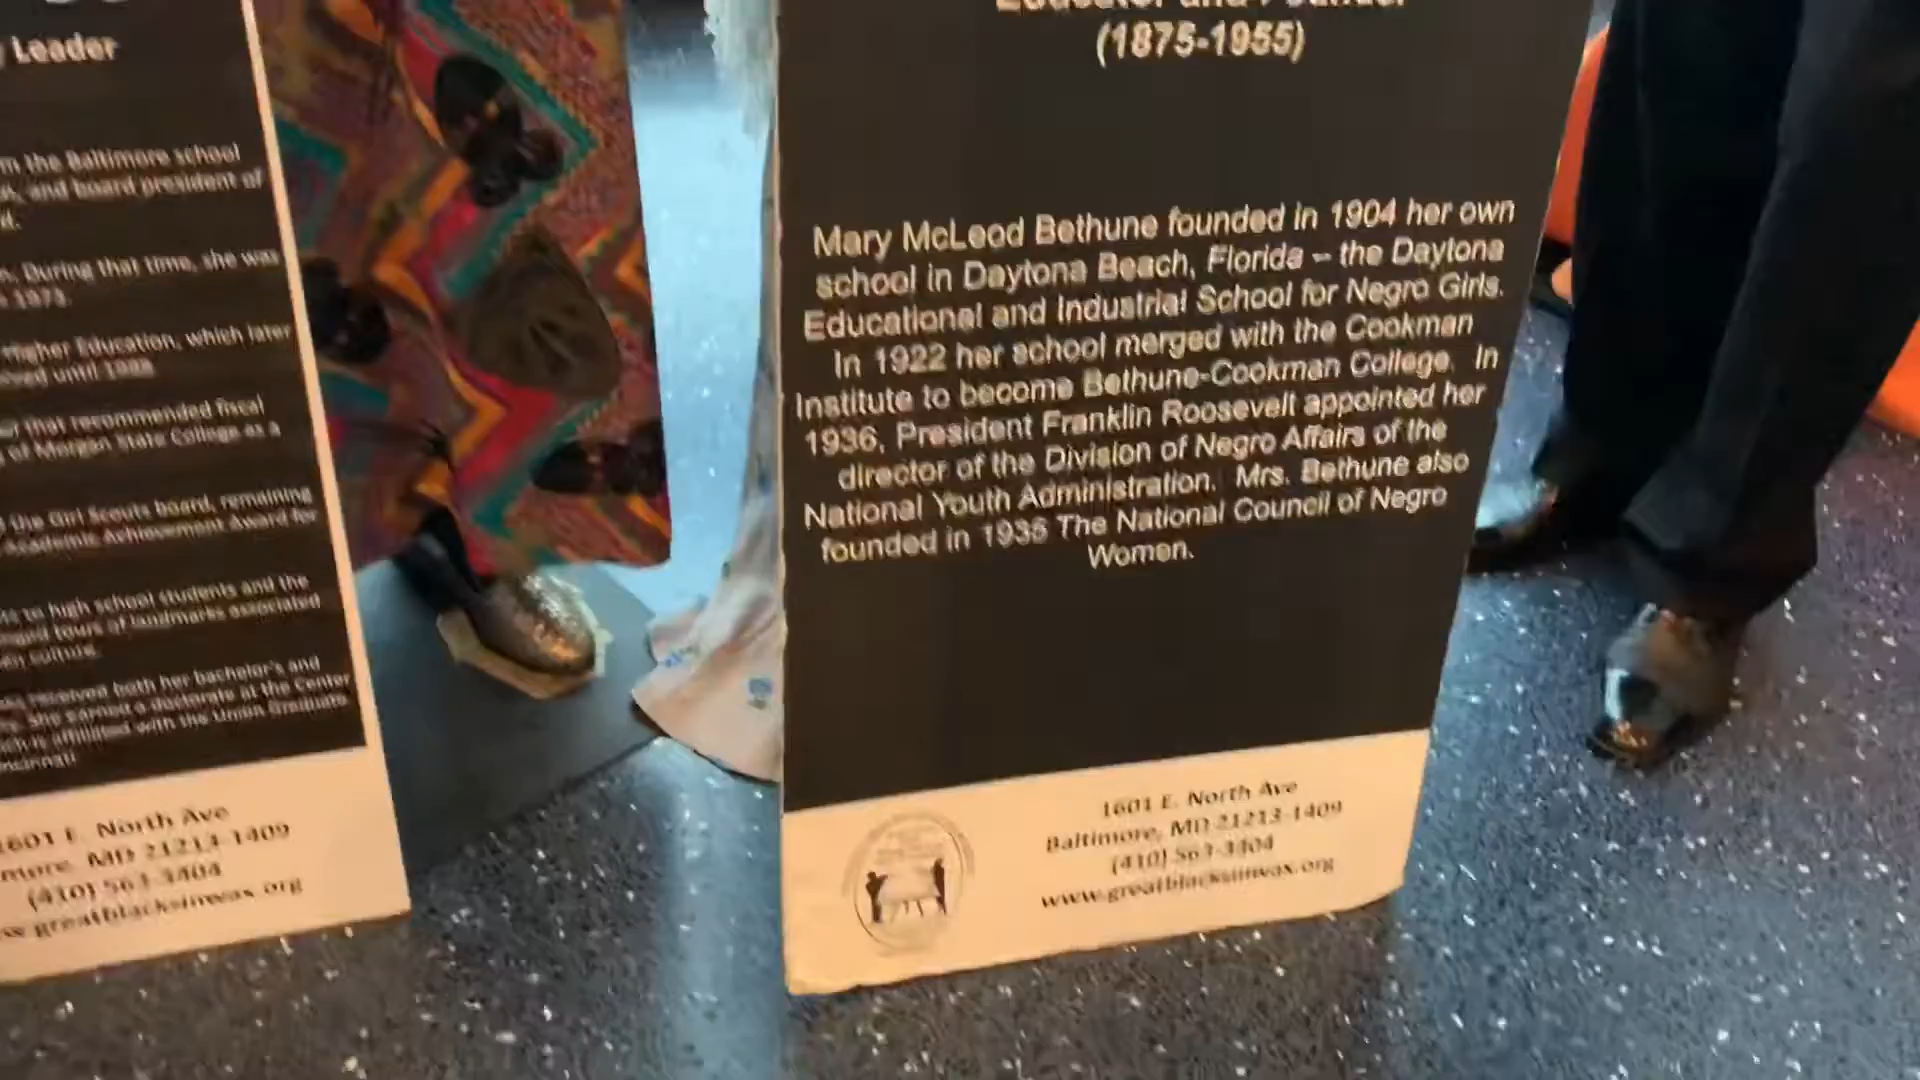 Leader
m the Baltimore school
and board president of
During that time, she was
1973.
Higher Education, which later
until 1988
that recommended fiscal
of Morgan State College as a
the Girl Scouts board, remaining
Academic Achievement Award for
to high school students and the
tours of landmarks associated
culture.
received both her bachelor's and
She earned a doctorate at the Center
is affiliated with the Union Graduate
1601 E. North Ave
more, MD 21213-1409
(410) 563-3404
greatblacksinwax.org
Educator and Founder
(1875-1955)
Mary McLeod Bethune founded in 1904 her own
school in Daytona Beach, Florida – the Daytona
Educational and Industrial School for Negro Girls.
In 1922 her school merged with the Cookman
Institute to become Bethune-Cookman College. In
1936, President Franklin Roosevelt appointed her
director of the Division of Negro Affairs of the
National Youth Administration. Mrs. Bethune also
founded in 1935 The National Council of Negro
Women.
1601 E. North Ave
Baltimore, MD 21213-1409
(410) 563-3404
www.greatblacksinwax.org